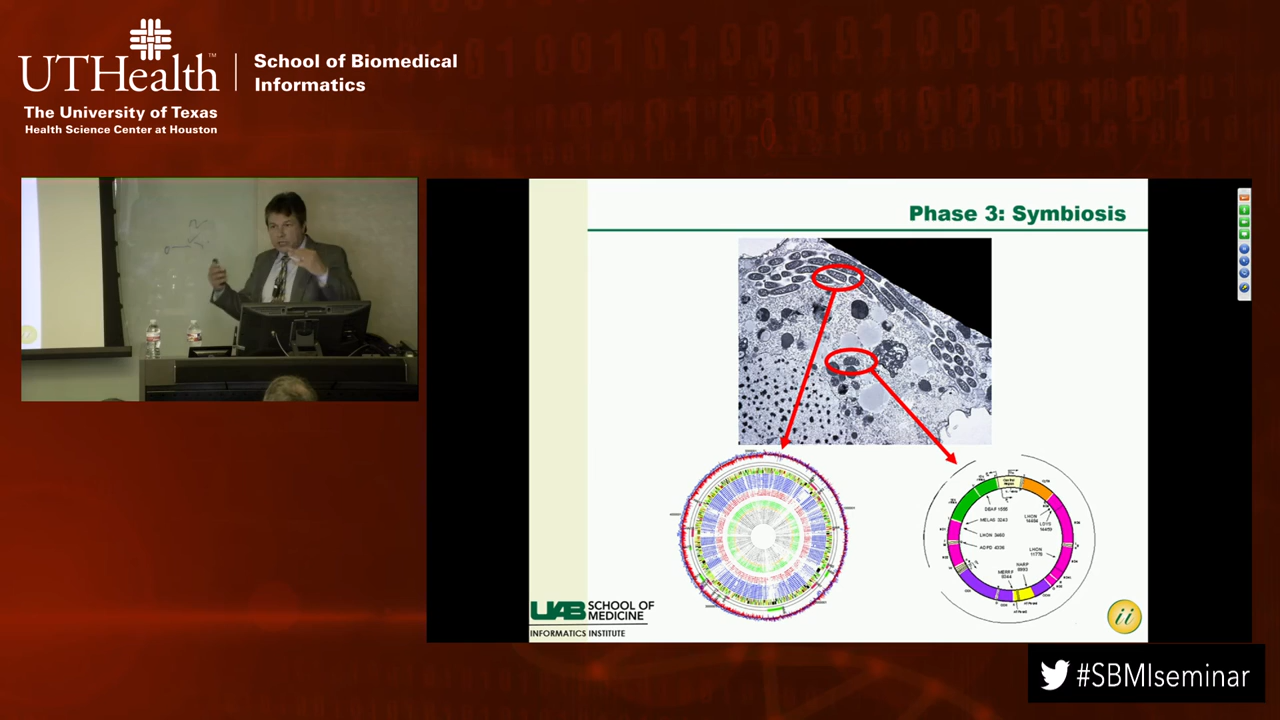 UTHealth™
The University of Texas
Health Science Center at Houston
School of Biomedical
Informatics
Phase 3: Symbiosis
DEAF 1555
MELAS 3243
LHON 3460
ADPD 4336
LHON
14484
LDYS
14459
LHON
11778
NARP
8993
MERRF
8344
UAB SCHOOL OF
MEDICINE
INFORMATICS INSTITUTE
ii
#SBMIseminar